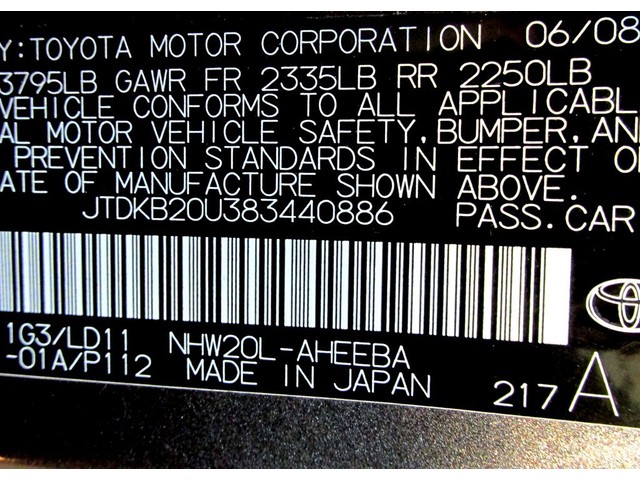 Y:TOYOTA MOTOR CORPORATION 06/08
3795LB GAWR FR 2335LB RR 2250LB
VEHICLE CONFORMS TO ALL APPLICABL
AL MOTOR VEHICLE SAFETY,BUMPER,AN
PREVENTION STANDARDS IN EFFECT O
DATE OF MANUFACTURE SHOWN ABOVE.
JTDKB20U383440886 PASS.CAR
1G3/LD11 NHW20L-AHEEBA
-01A/P112 MADE IN JAPAN 217 A